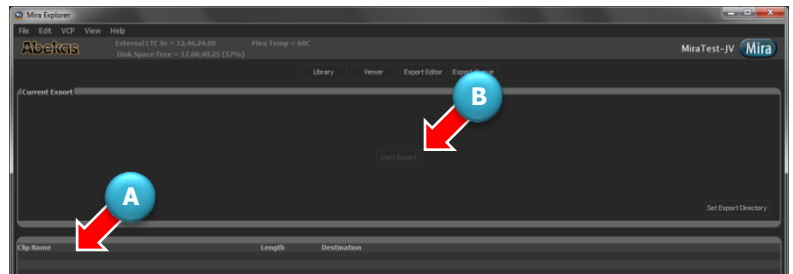 Mira Explorer
File Edit VCP View Help
Abekas
External LTC In = 12,46,24,00 Mira Temp = 60C
Disk Space Free = 17,08,40,25 (57%)
MiraTest-JV Mira
Library Viewer Export Editor Export Queue
Current Export
B
Start Export
A
Set Export Directory
Clip Name Length Destination